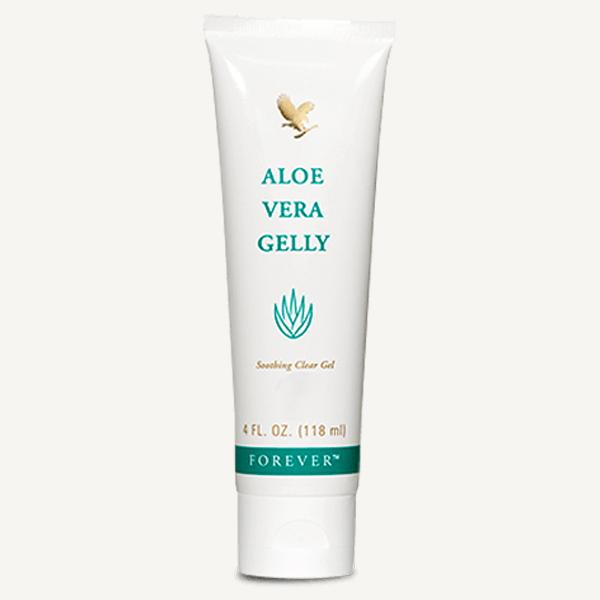 ALOE
VERA
GELLY
Soothing Clear Gel
4 FL. OZ. (118 ml)
FOREVER™